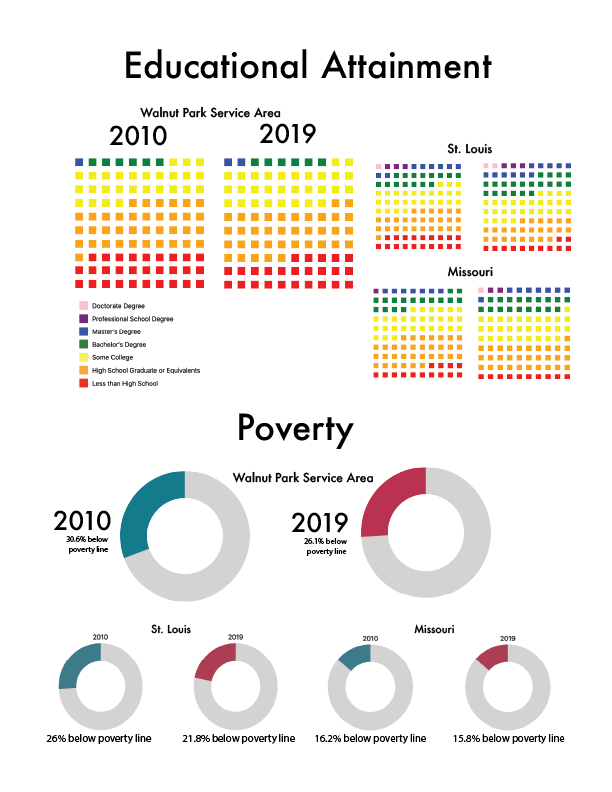 Educational Attainment
Walnut Park Service Area
2010
2019
St. Louis
Missouri
Doctorate Degree
Professional School Degree
Master's Degree
Bachelor's Degree
Some College
High School Graduate or Equivalents
Less than High School
Poverty
Walnut Park Service Area
2010
30.6% below
poverty line
2019
26.1% below
poverty line
St. Louis
Missouri
2010
2019
2010
2019
26% below poverty line
21.8% below poverty line
16.2% below poverty line
15.8% below poverty line